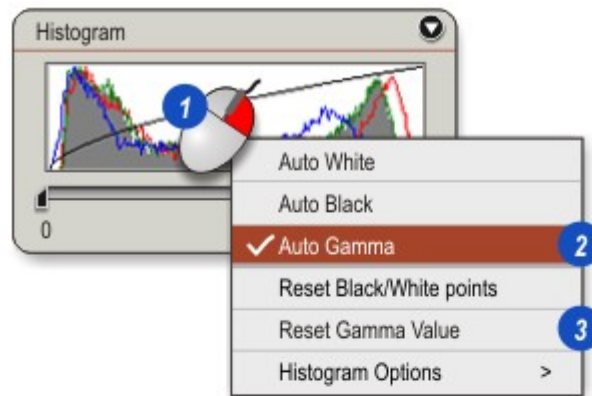 Histogram
1
0
Auto White
Auto Black
Auto Gamma
2
Reset Black/White points
Reset Gamma Value
3
Histogram Options >